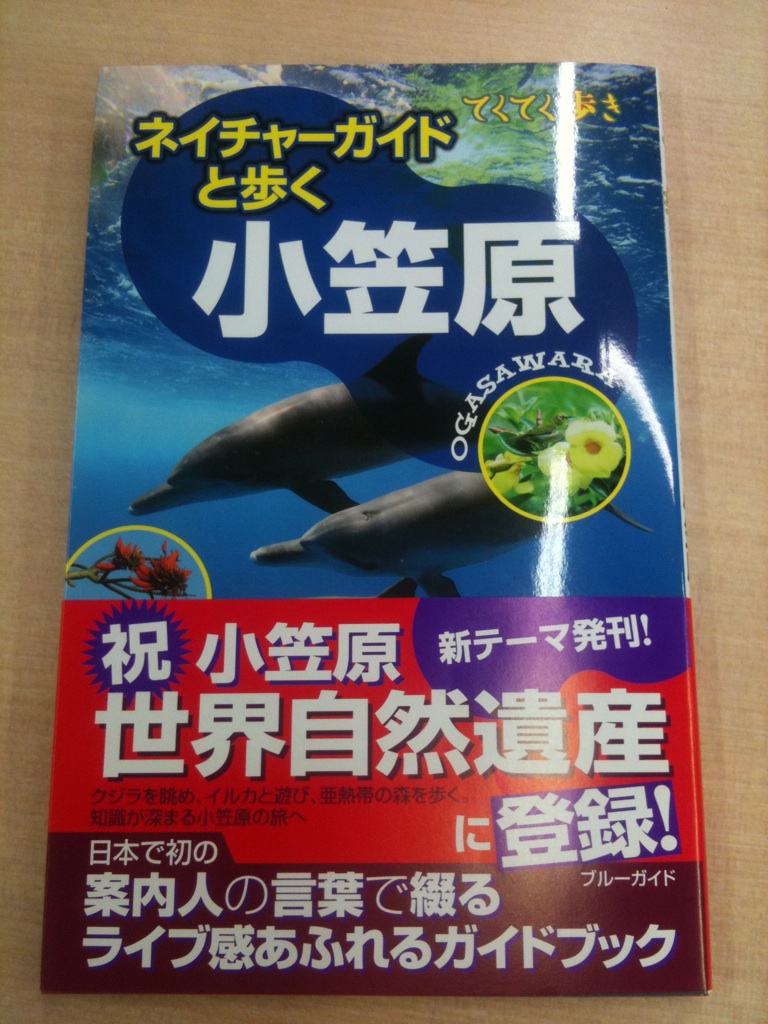 てくてく歩き
ネイチャーガイド
と歩く
小笠原
OGASAWARA
祝 小笠原
新テーマ発刊!
世界自然遺産
クジラを眺め、イルカと遊び、亜熱帯の森を歩く。
知識が深まる小笠原の旅へ
に登録!
日本で初の
ブルーガイド
案内人の言葉で綴る
ライブ感あふれるガイドブック